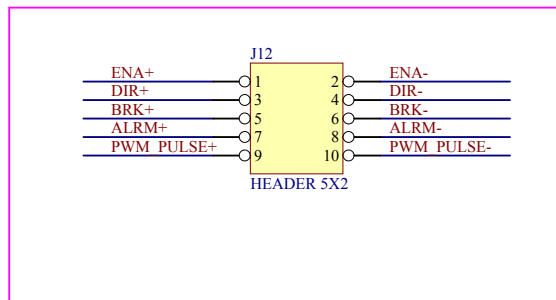 J12
ENA+ 1 2 ENA-
DIR+ 3 4 DIR-
BRK+ 5 6 BRK-
ALRM+ 7 8 ALRM-
PWM_PULSE+ 9 10 PWM_PULSE-
HEADER 5X2